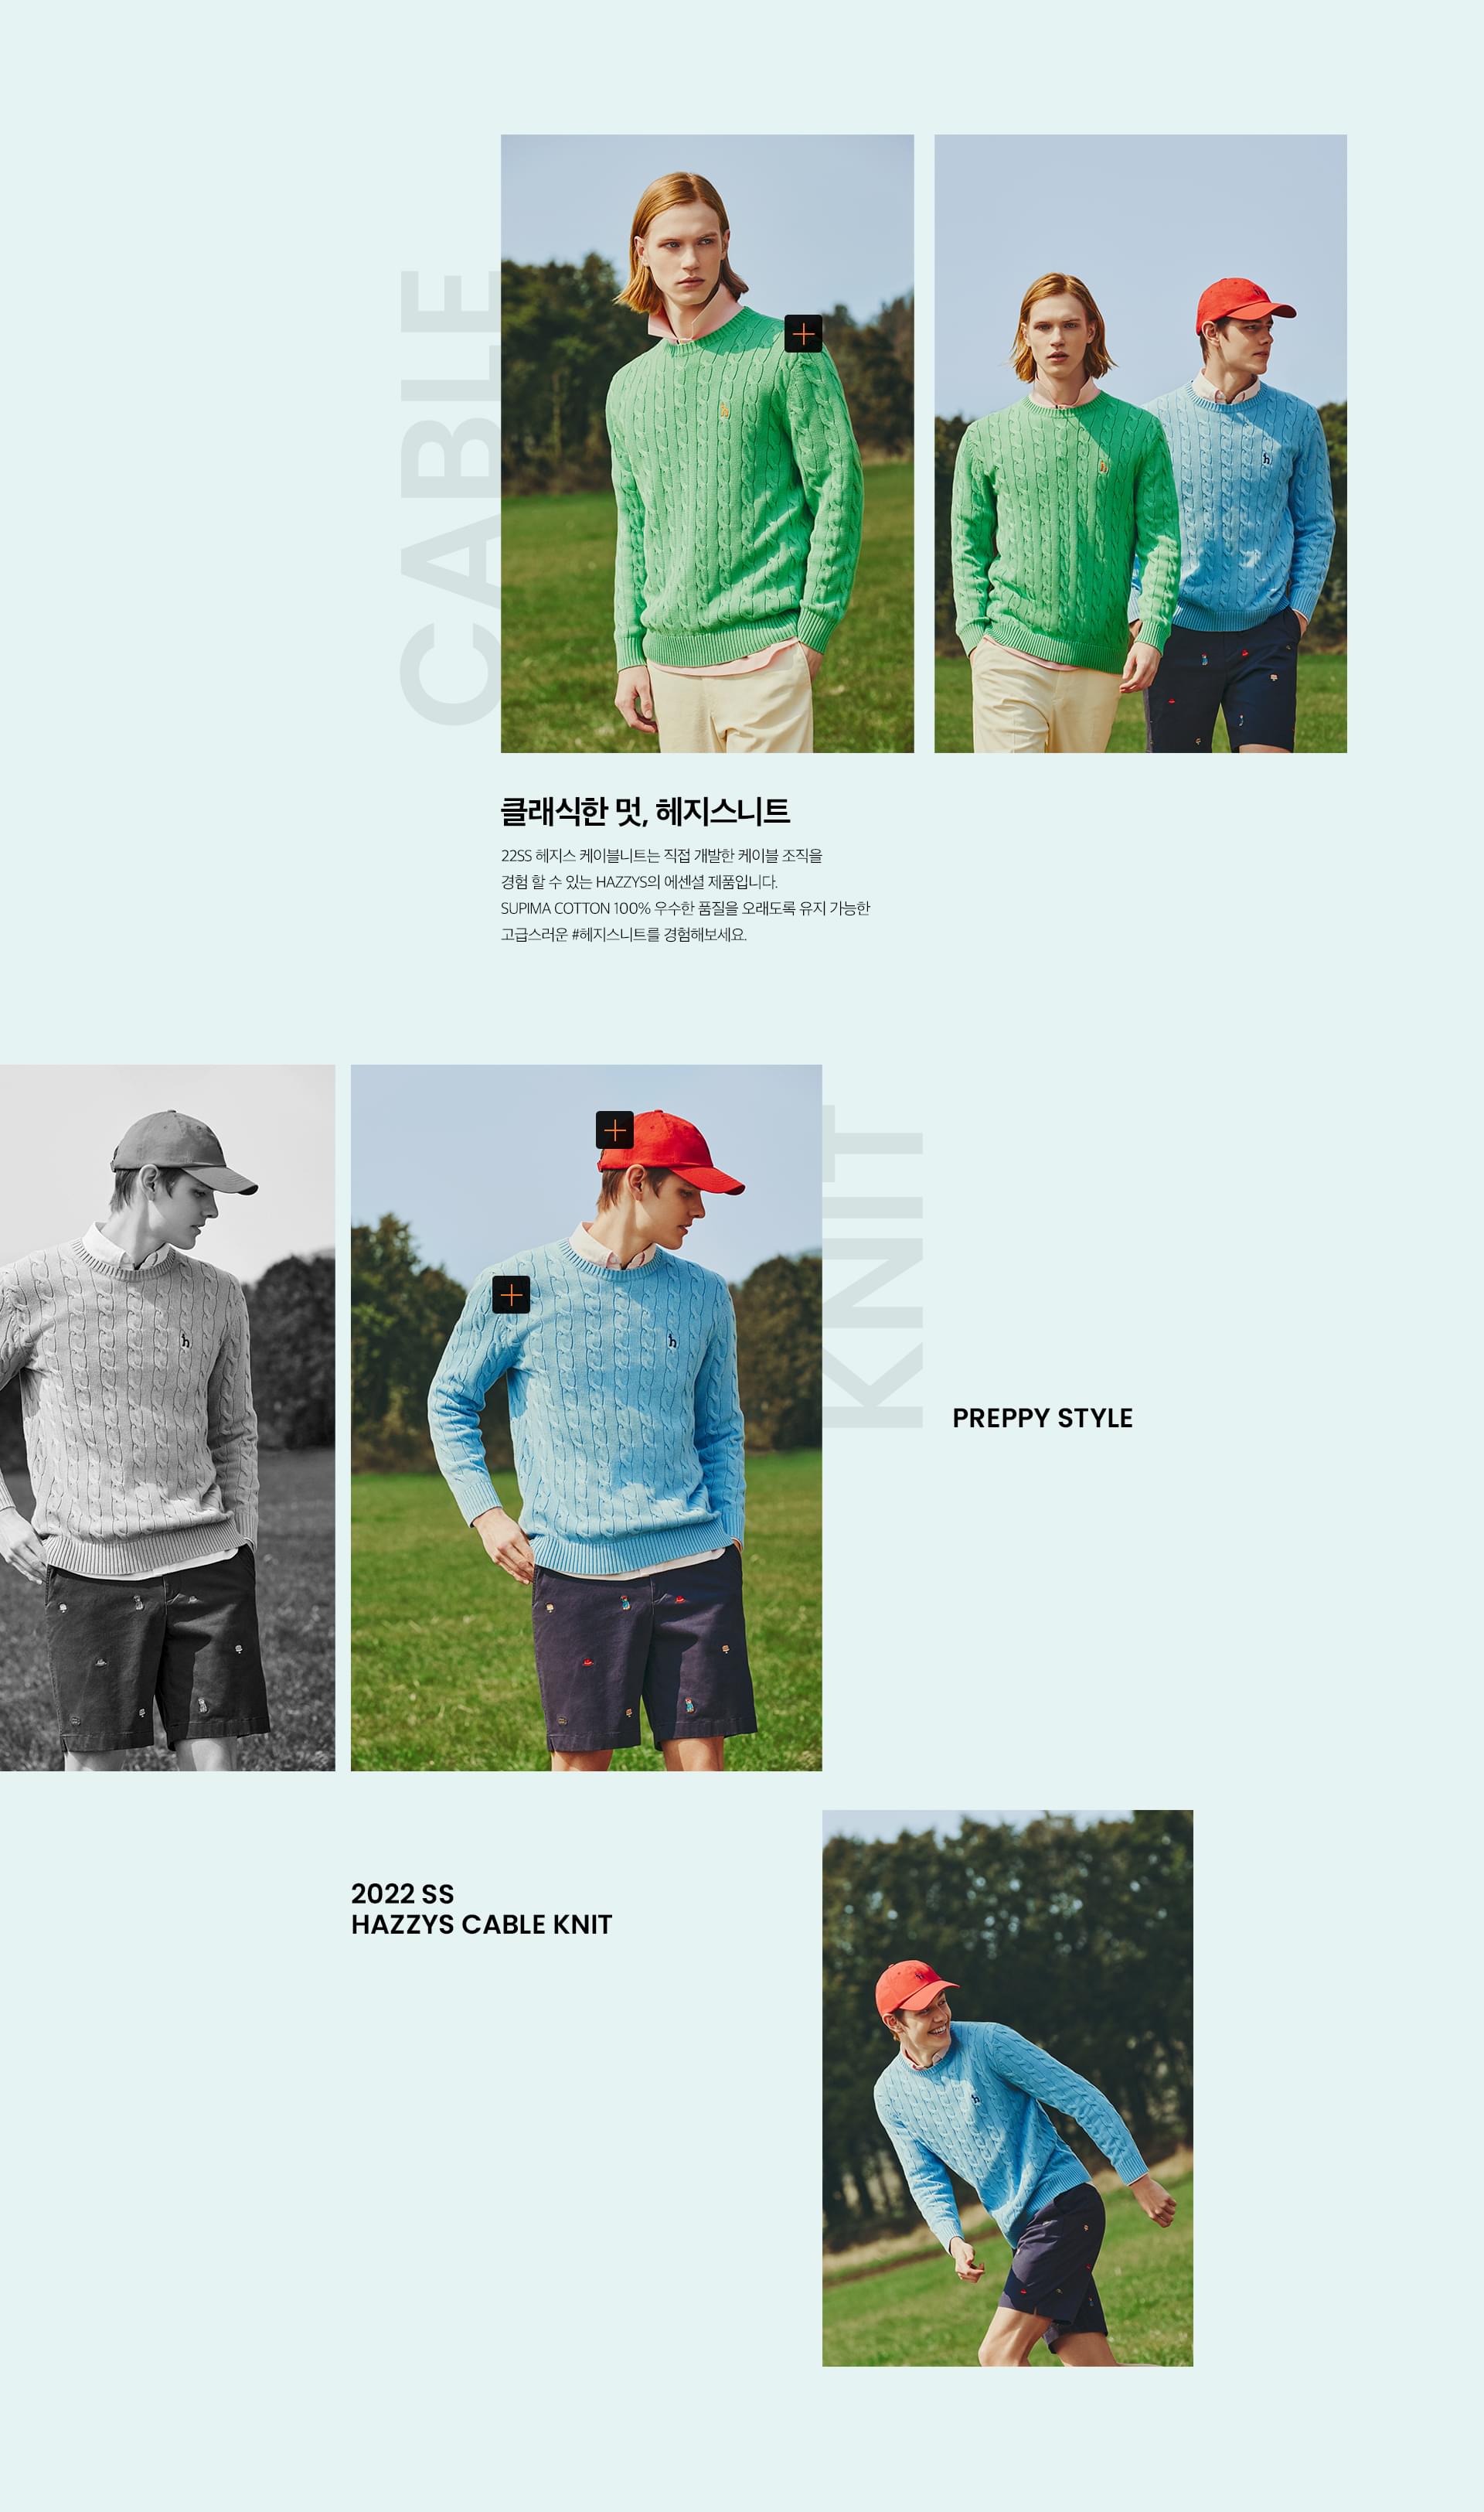 CABLE
클래식한 멋, 헤지스니트
22SS 헤지스 케이블니트는 직접 개발한 케이블 조직을
경험 할 수 있는 HAZZYS의 에센셜 제품입니다.
SUPIMA COTTON 100% 우수한 품질을 오래도록 유지 가능한
고급스러운 #헤지스니트를 경험해보세요.
KNIT
PREPPY STYLE
2022 SS
HAZZYS CABLE KNIT